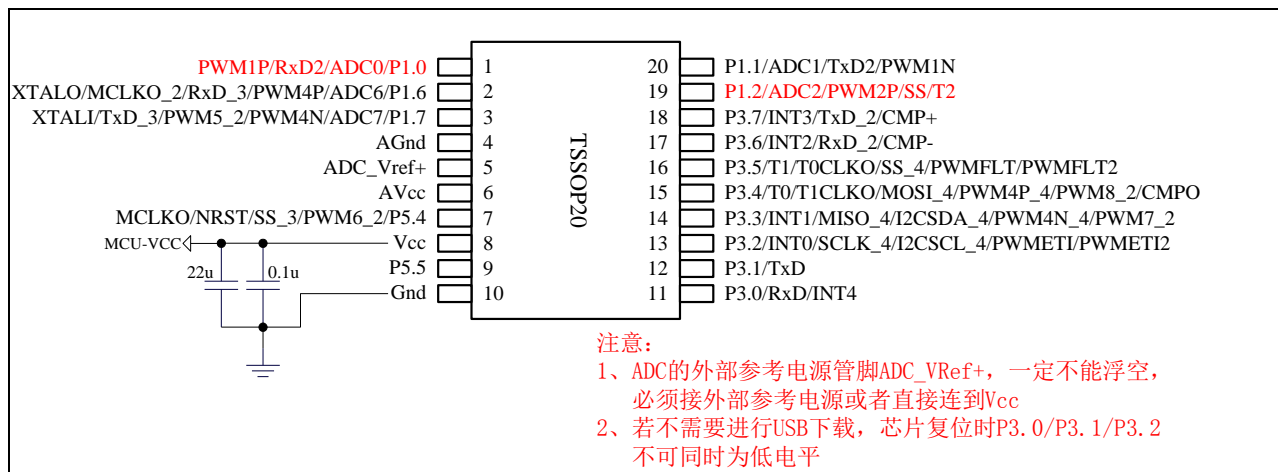 PWM1P/RxD2/ADC0/P1.0 1 20 P1.1/ADC1/TxD2/PWM1N
XTALO/MCLKO_2/RxD_3/PWM4P/ADC6/P1.6 2 19 P1.2/ADC2/PWM2P/SS/T2
XTALI/TxD_3/PWM5_2/PWM4N/ADC7/P1.7 3 18 P3.7/INT3/TxD_2/CMP+
AGnd 4 17 P3.6/INT2/RxD_2/CMP-
ADC_Vref+ 5 16 P3.5/T1/T0CLKO/SS_4/PWMFLT/PWMFLT2
AVcc 6 15 P3.4/T0/T1CLKO/MOSI_4/PWM4P_4/PWM8_2/CMPO
MCLKO/NRST/SS_3/PWM6_2/P5.4 7 14 P3.3/INT1/MISO_4/I2CSDA_4/PWM4N_4/PWM7_2
MCU-VCC Vcc 8 13 P3.2/INT0/SCLK_4/I2CSCL_4/PWMETI/PWMETI2
22u 0.1u P5.5 9 12 P3.1/TxD
Gnd 10 11 P3.0/RxD/INT4
TSSOP20
注意：
1、ADC的外部参考电源管脚ADC_VRef+，一定不能浮空，
必须接外部参考电源或者直接连到Vcc
2、若不需要进行USB下载，芯片复位时P3.0/P3.1/P3.2
不可同时为低电平